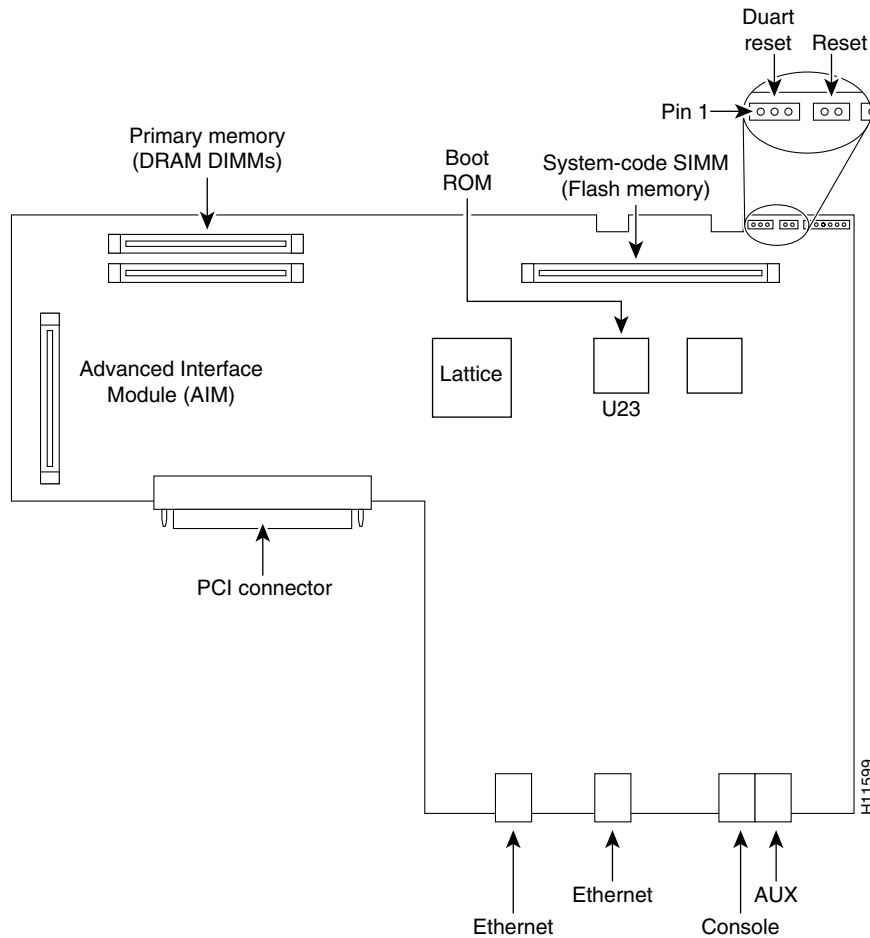 Duart
reset
Reset
Pin 1
Primary memory
(DRAM DIMMs)
Boot
ROM
System-code SIMM
(Flash memory)
Advanced Interface
Module (AIM)
Lattice
U23
PCI connector
H11599
Ethernet
Ethernet
Console
AUX